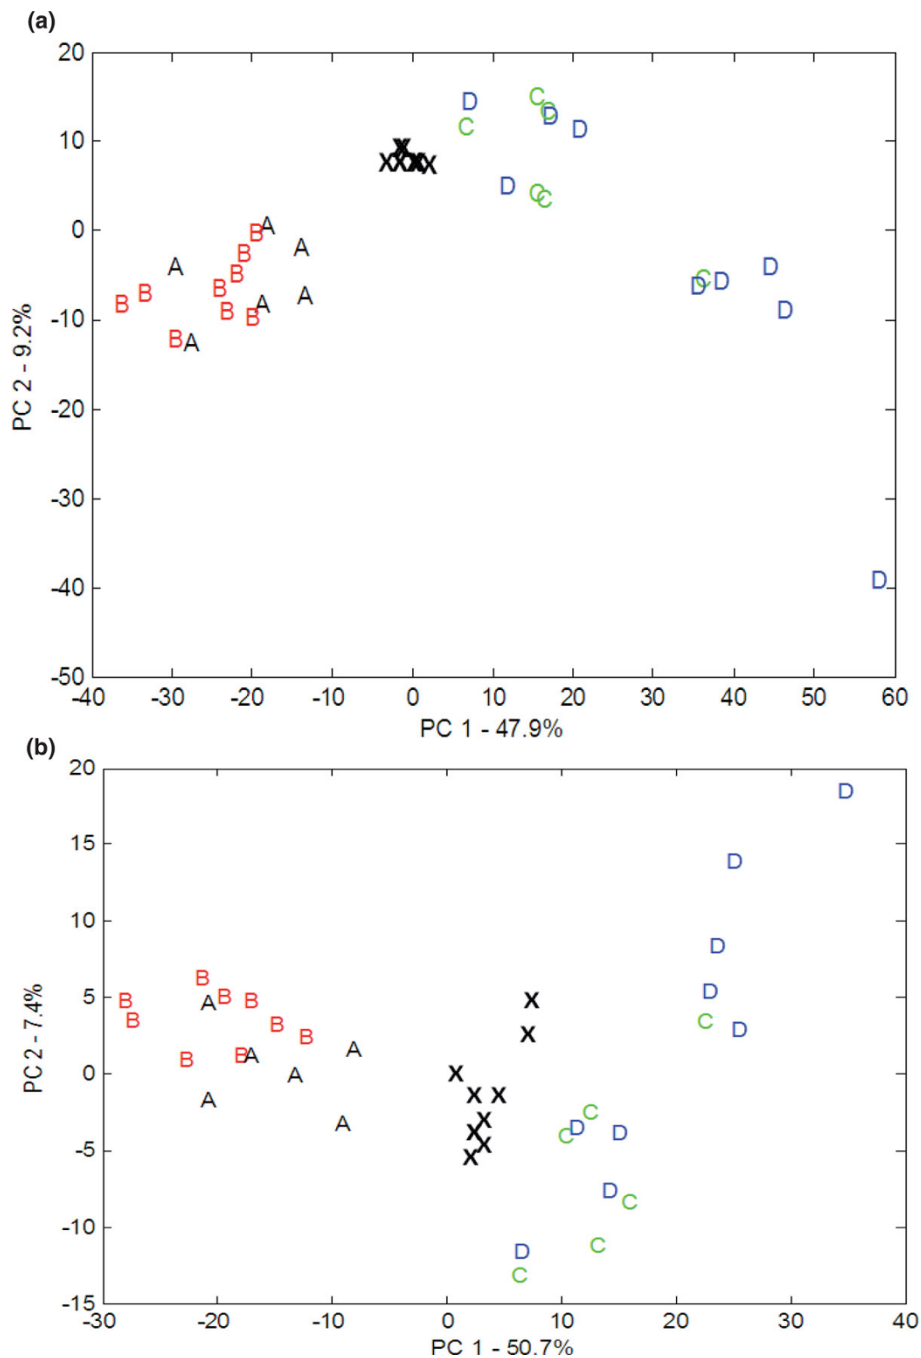 (a)
20
10
0
-10
-20
-30
-40
-50
PC 2 - 9.2%
D C C D D
C
X X X X X X X
D C C
B A B A B A
B B B B A A B B
B A
C D D D D
D
-40 -30 -20 -10 0 10 20 30 40 50 60
PC 1 - 47.9%
(b)
20
15
10
5
0
-5
-10
-15
PC 2 - 7.4%
D
D
D
B B B A B B X D
B B B X C D
B B A A X
A A X X
A X C D
X X C D
X D
X C
D C
C
-30 -20 -10 0 10 20 30 40
PC 1 - 50.7%